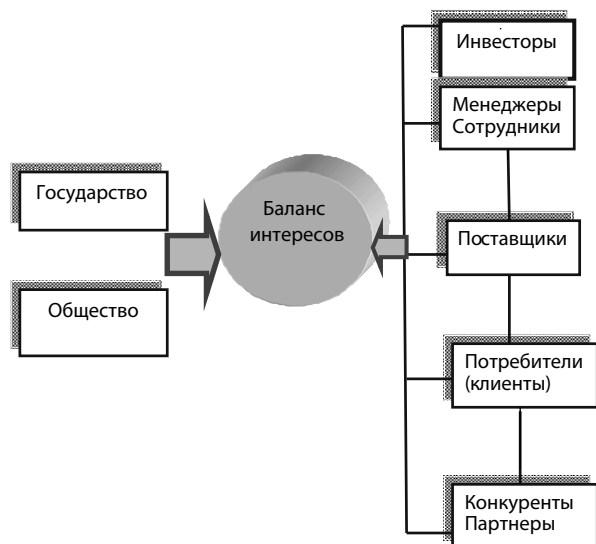 Государство
Общество
Баланс
интересов
Инвесторы
Менеджеры
Сотрудники
Поставщики
Потребители
(клиенты)
Конкуренты
Партнеры